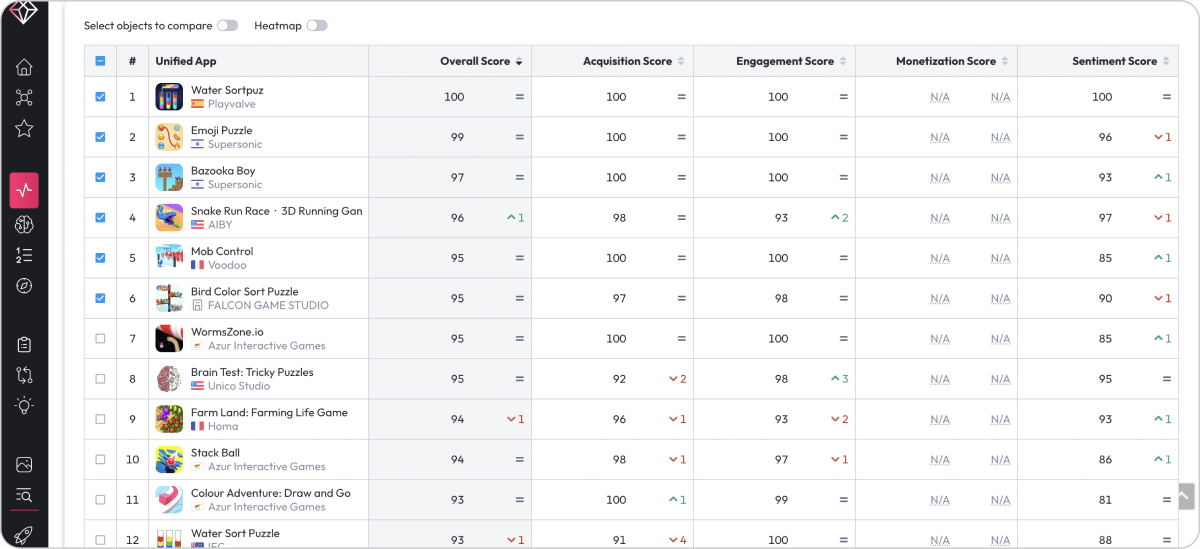 Select objects to compare Heatmap
# Unified App Overall Score Acquisition Score Engagement Score Monetization Score Sentiment Score
1 Water Sortpuz 100 = 100 = 100 = N/A N/A 100 =
Playvalve
2 Emoji Puzzle 99 = 100 = 100 = N/A N/A 96 1
Supersonic
3 Bazooka Boy 97 = 100 = 100 = N/A N/A 93 1
Supersonic
4 Snake Run Race · 3D Running Gan 96 1 98 = 93 2 N/A N/A 97 1
AIBY
5 Mob Control 95 = 100 = 100 = N/A N/A 85 1
Voodoo
6 Bird Color Sort Puzzle 95 = 97 = 98 = N/A N/A 90 1
FALCON GAME STUDIO
7 WormsZone.io 95 = 100 = 100 = N/A N/A 85 1
Azur Interactive Games
8 Brain Test: Tricky Puzzles 95 = 92 2 98 3 N/A N/A 95 =
Unico Studio
9 Farm Land: Farming Life Game 94 1 96 1 93 2 N/A N/A 93 1
Homa
10 Stack Ball 94 = 98 1 97 1 N/A N/A 86 1
Azur Interactive Games
11 Colour Adventure: Draw and Go 93 = 100 1 99 = N/A N/A 81 =
Azur Interactive Games
12 Water Sort Puzzle 93 1 91 4 100 = N/A N/A 88 =